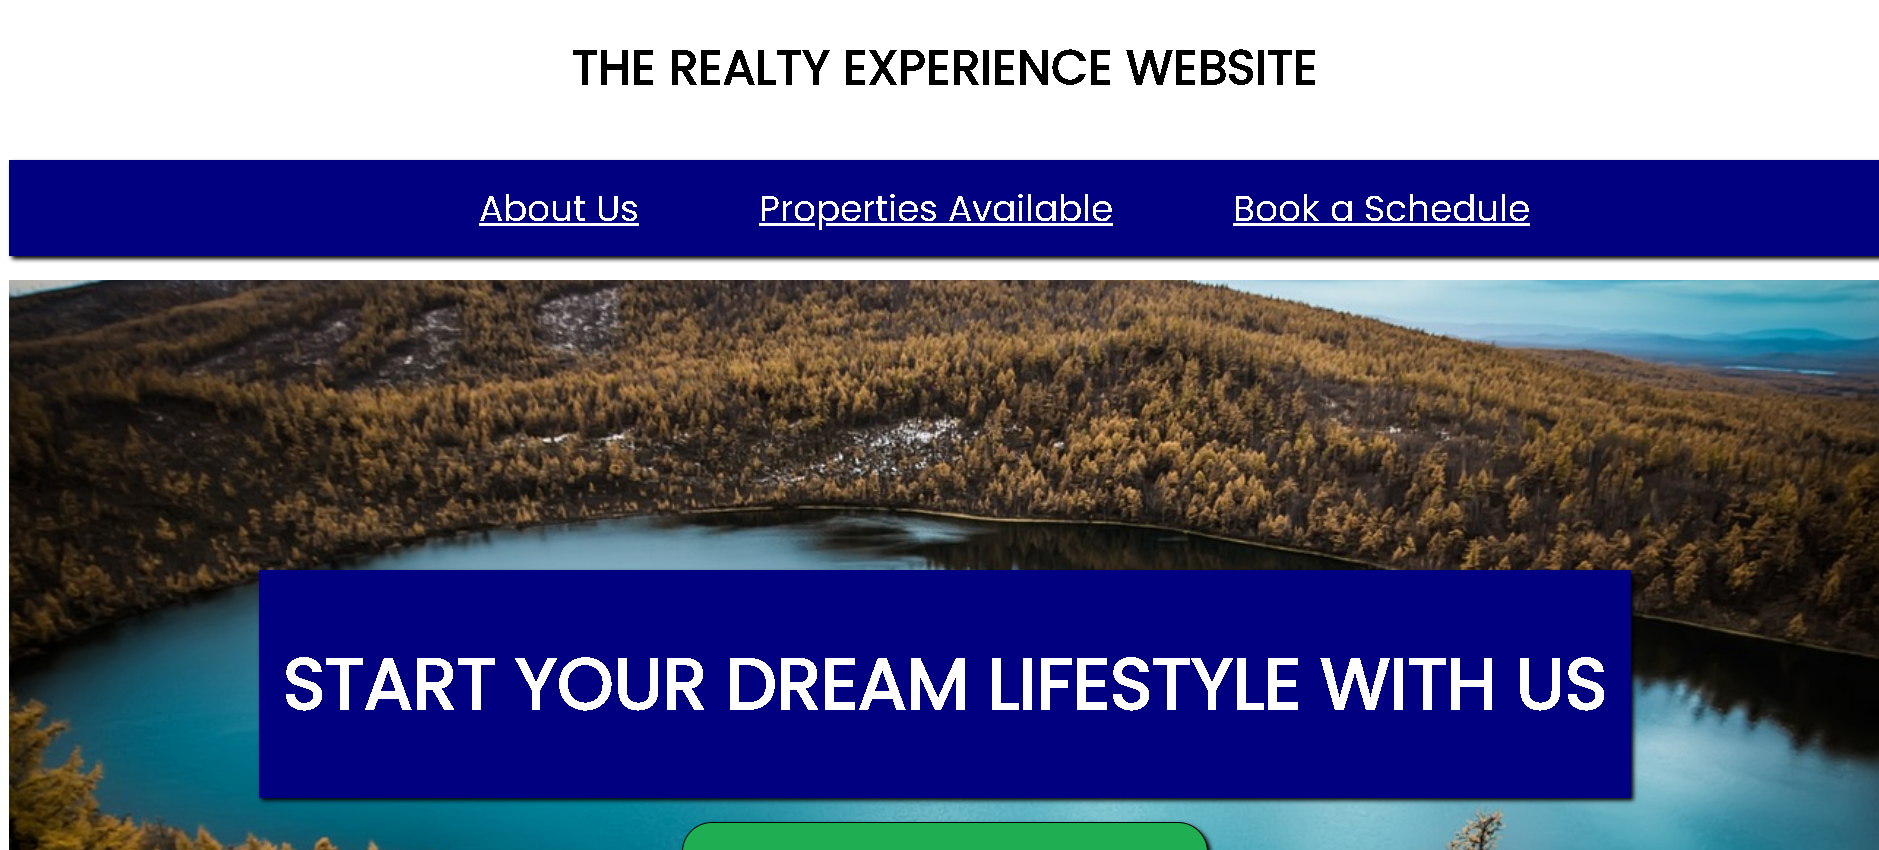 THE REALTY EXPERIENCE WEBSITE
About Us Properties Available Book a Schedule
START YOUR DREAM LIFESTYLE WITH US